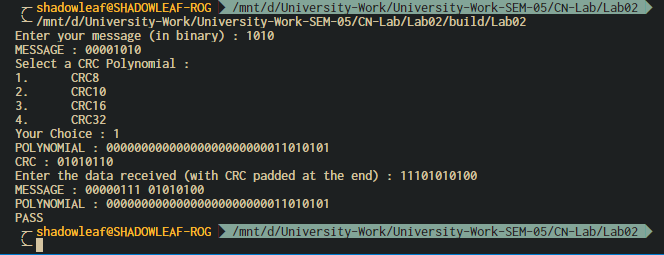 shadowleaf@SHADOWLEAF-ROG /mnt/d/University-Work/University-Work-SEM-05/CN-Lab/Lab02
/mnt/d/University-Work/University-Work-SEM-05/CN-Lab/Lab02/build/Lab02
Enter your message (in binary) : 1010
MESSAGE : 00001010
Select a CRC Polynomial :
1. CRC8
2. CRC10
3. CRC16
4. CRC32
Your Choice : 1
POLYNOMIAL : 00000000000000000000000011010101
CRC : 01010110
Enter the data received (with CRC padded at the end) : 11101010100
MESSAGE : 00000111 01010100
POLYNOMIAL : 00000000000000000000000011010101
PASS
shadowleaf@SHADOWLEAF-ROG /mnt/d/University-Work/University-Work-SEM-05/CN-Lab/Lab02